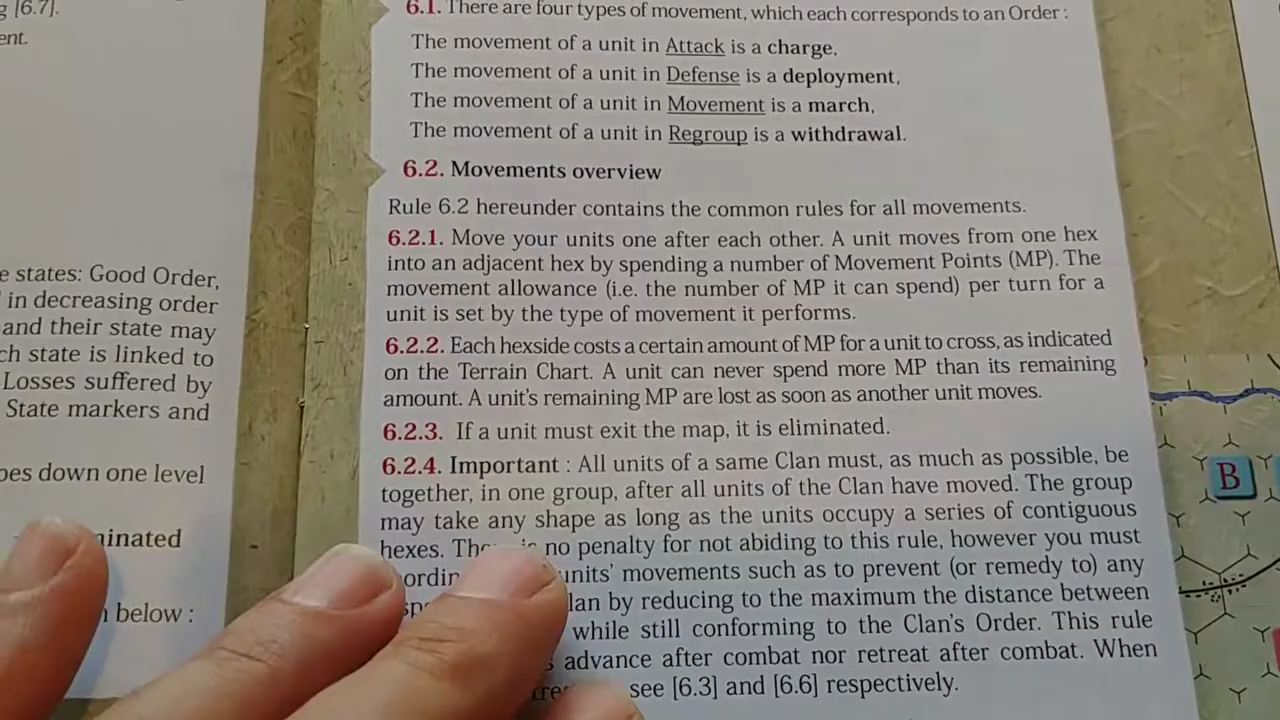 [6.7].
ent.
e states: Good Order,
in decreasing order
and their state may
ch state is linked to
Losses suffered by
State markers and
oes down one level
inated
below :
6.1. There are four types of movement, which each corresponds to an Order :
The movement of a unit in Attack is a charge,
The movement of a unit in Defense is a deployment,
The movement of a unit in Movement is a march,
The movement of a unit in Regroup is a withdrawal.
6.2. Movements overview
Rule 6.2 hereunder contains the common rules for all movements.
6.2.1. Move your units one after each other. A unit moves from one hex
into an adjacent hex by spending a number of Movement Points (MP). The
movement allowance (i.e. the number of MP it can spend) per turn for a
unit is set by the type of movement it performs.
6.2.2. Each hexside costs a certain amount of MP for a unit to cross, as indicated
on the Terrain Chart. A unit can never spend more MP than its remaining
amount. A unit's remaining MP are lost as soon as another unit moves.
6.2.3. If a unit must exit the map, it is eliminated.
6.2.4. Important : All units of a same Clan must, as much as possible, be
together, in one group, after all units of the Clan have moved. The group
may take any shape as long as the units occupy a series of contiguous
hexes. no penalty for not abiding to this rule, however you must
ordin units' movements such as to prevent (or remedy to) any
lan by reducing to the maximum the distance between
while still conforming to the Clan's Order. This rule
advance after combat nor retreat after combat. When
see [6.3] and [6.6] respectively.
B